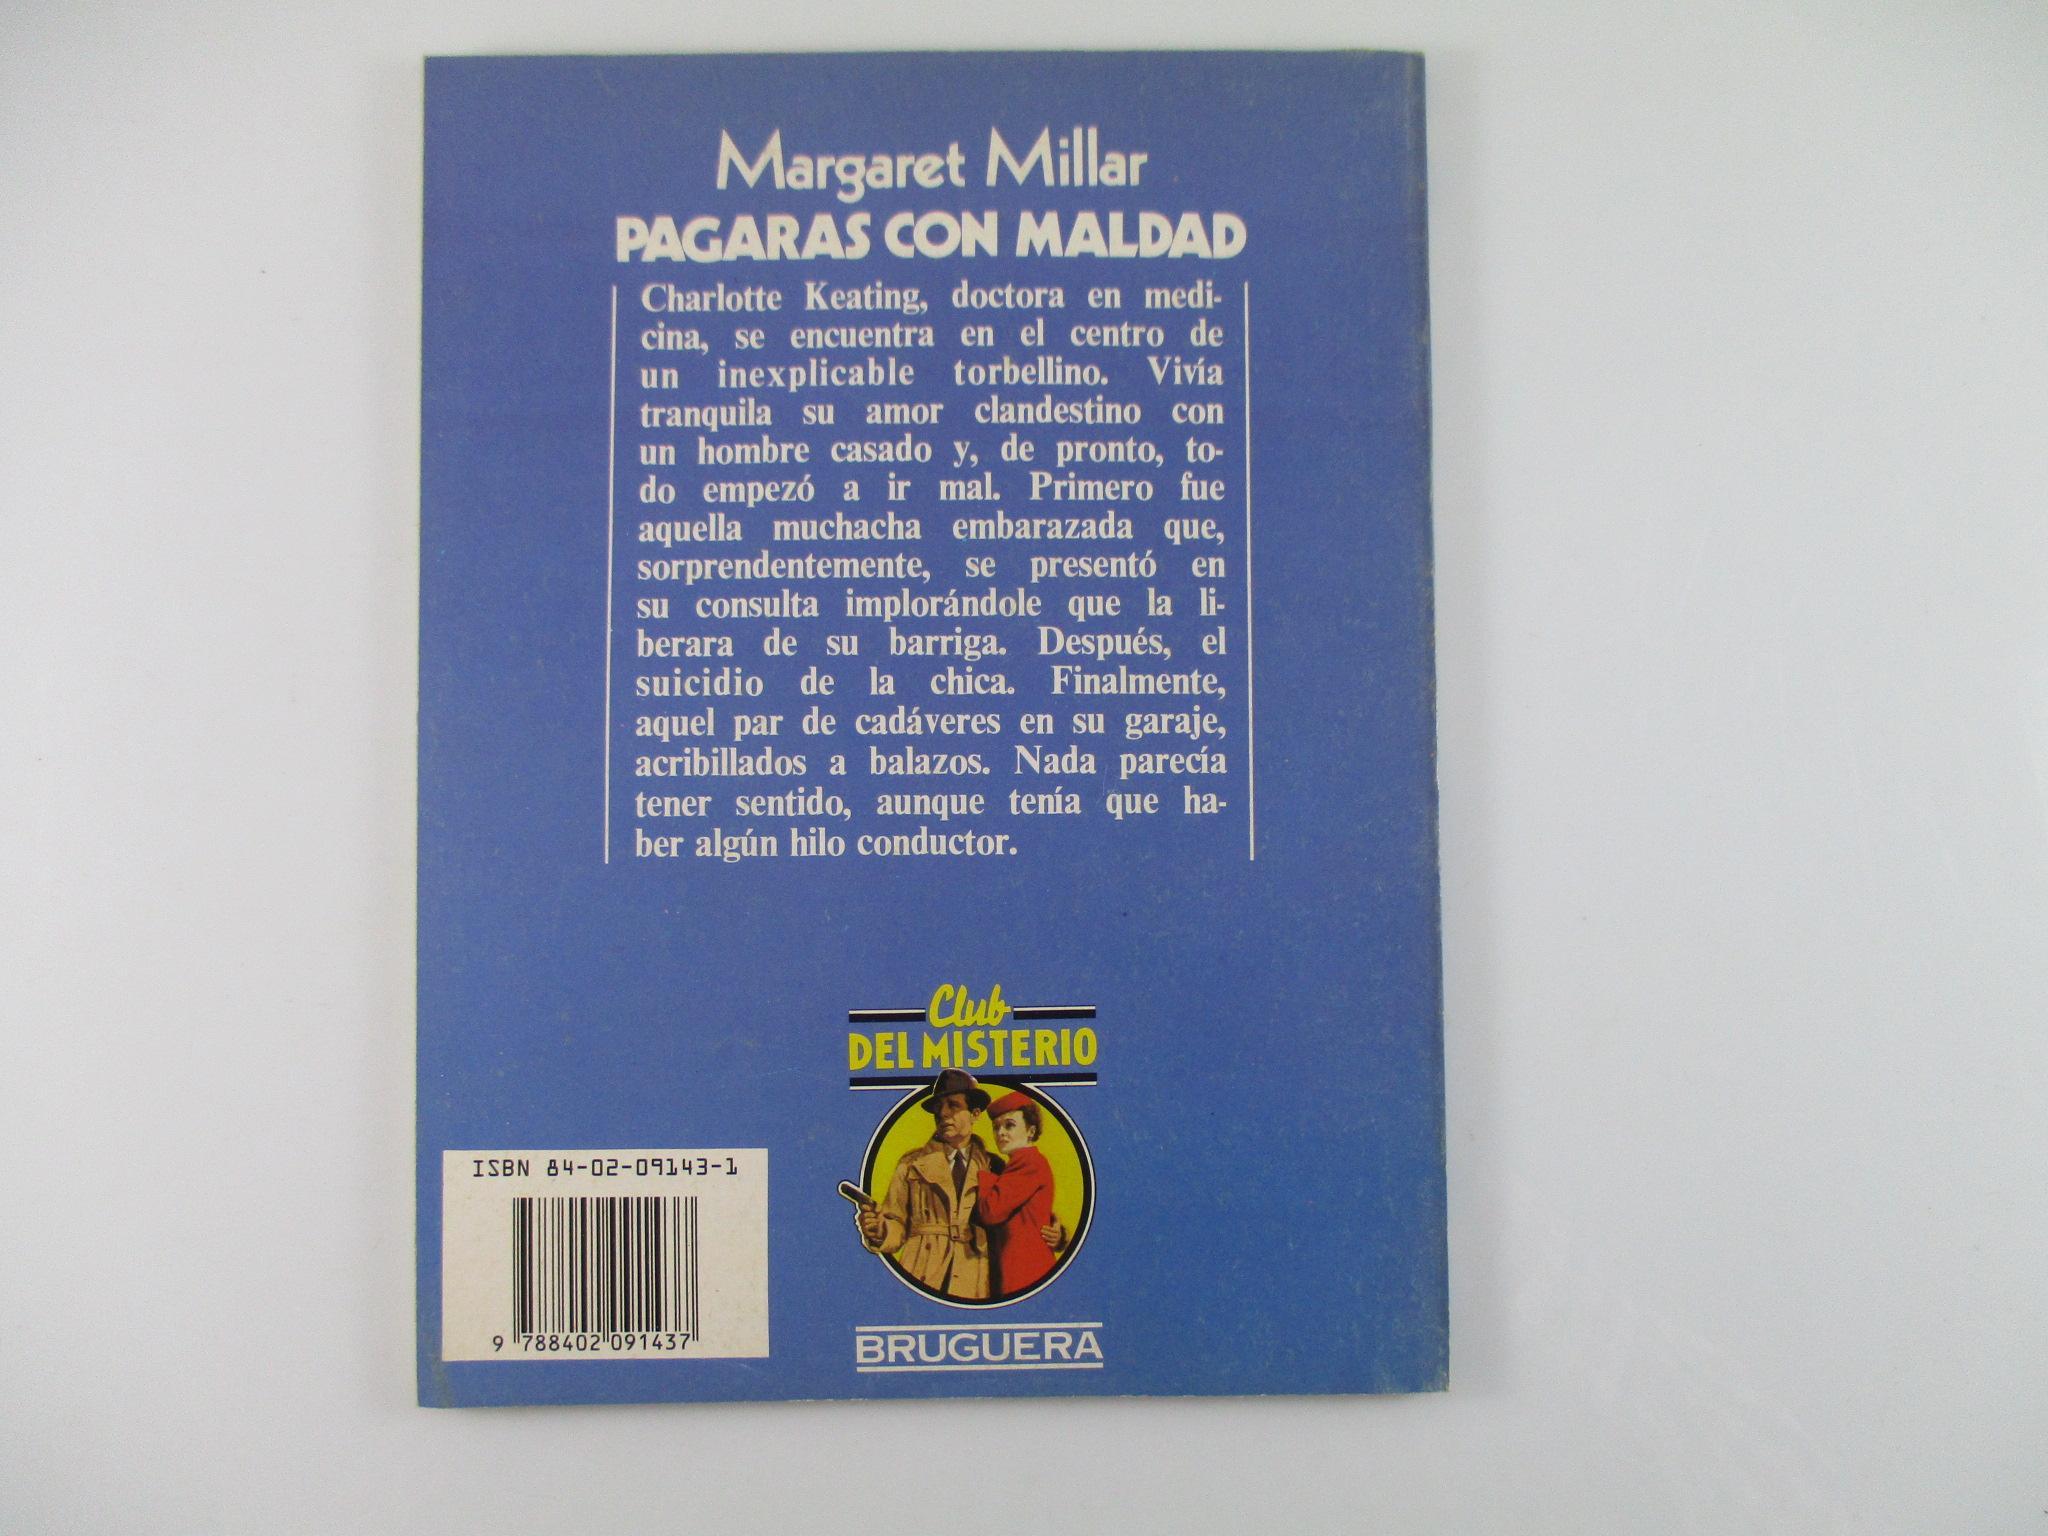 Margaret Millar
PAGARAS CON MALDAD
Charlotte Keating, doctora en medi-
cina, se encuentra en el centro de
un inexplicable torbellino. Vivía
tranquila su amor clandestino con
un hombre casado y, de pronto, to-
do empezó a ir mal. Primero fue
aquella muchacha embarazada que,
sorprendentemente, se presentó en
su consulta implorándole que la li-
berara de su barriga. Después, el
suicidio de la chica. Finalmente,
aquel par de cadáveres en su garaje,
acribillados a balazos. Nada parecía
tener sentido, aunque tenía que ha-
ber algún hilo conductor.
Club
DEL MISTERIO
BRUGUERA
ISBN 84-02-09143-1
9 788402 091437